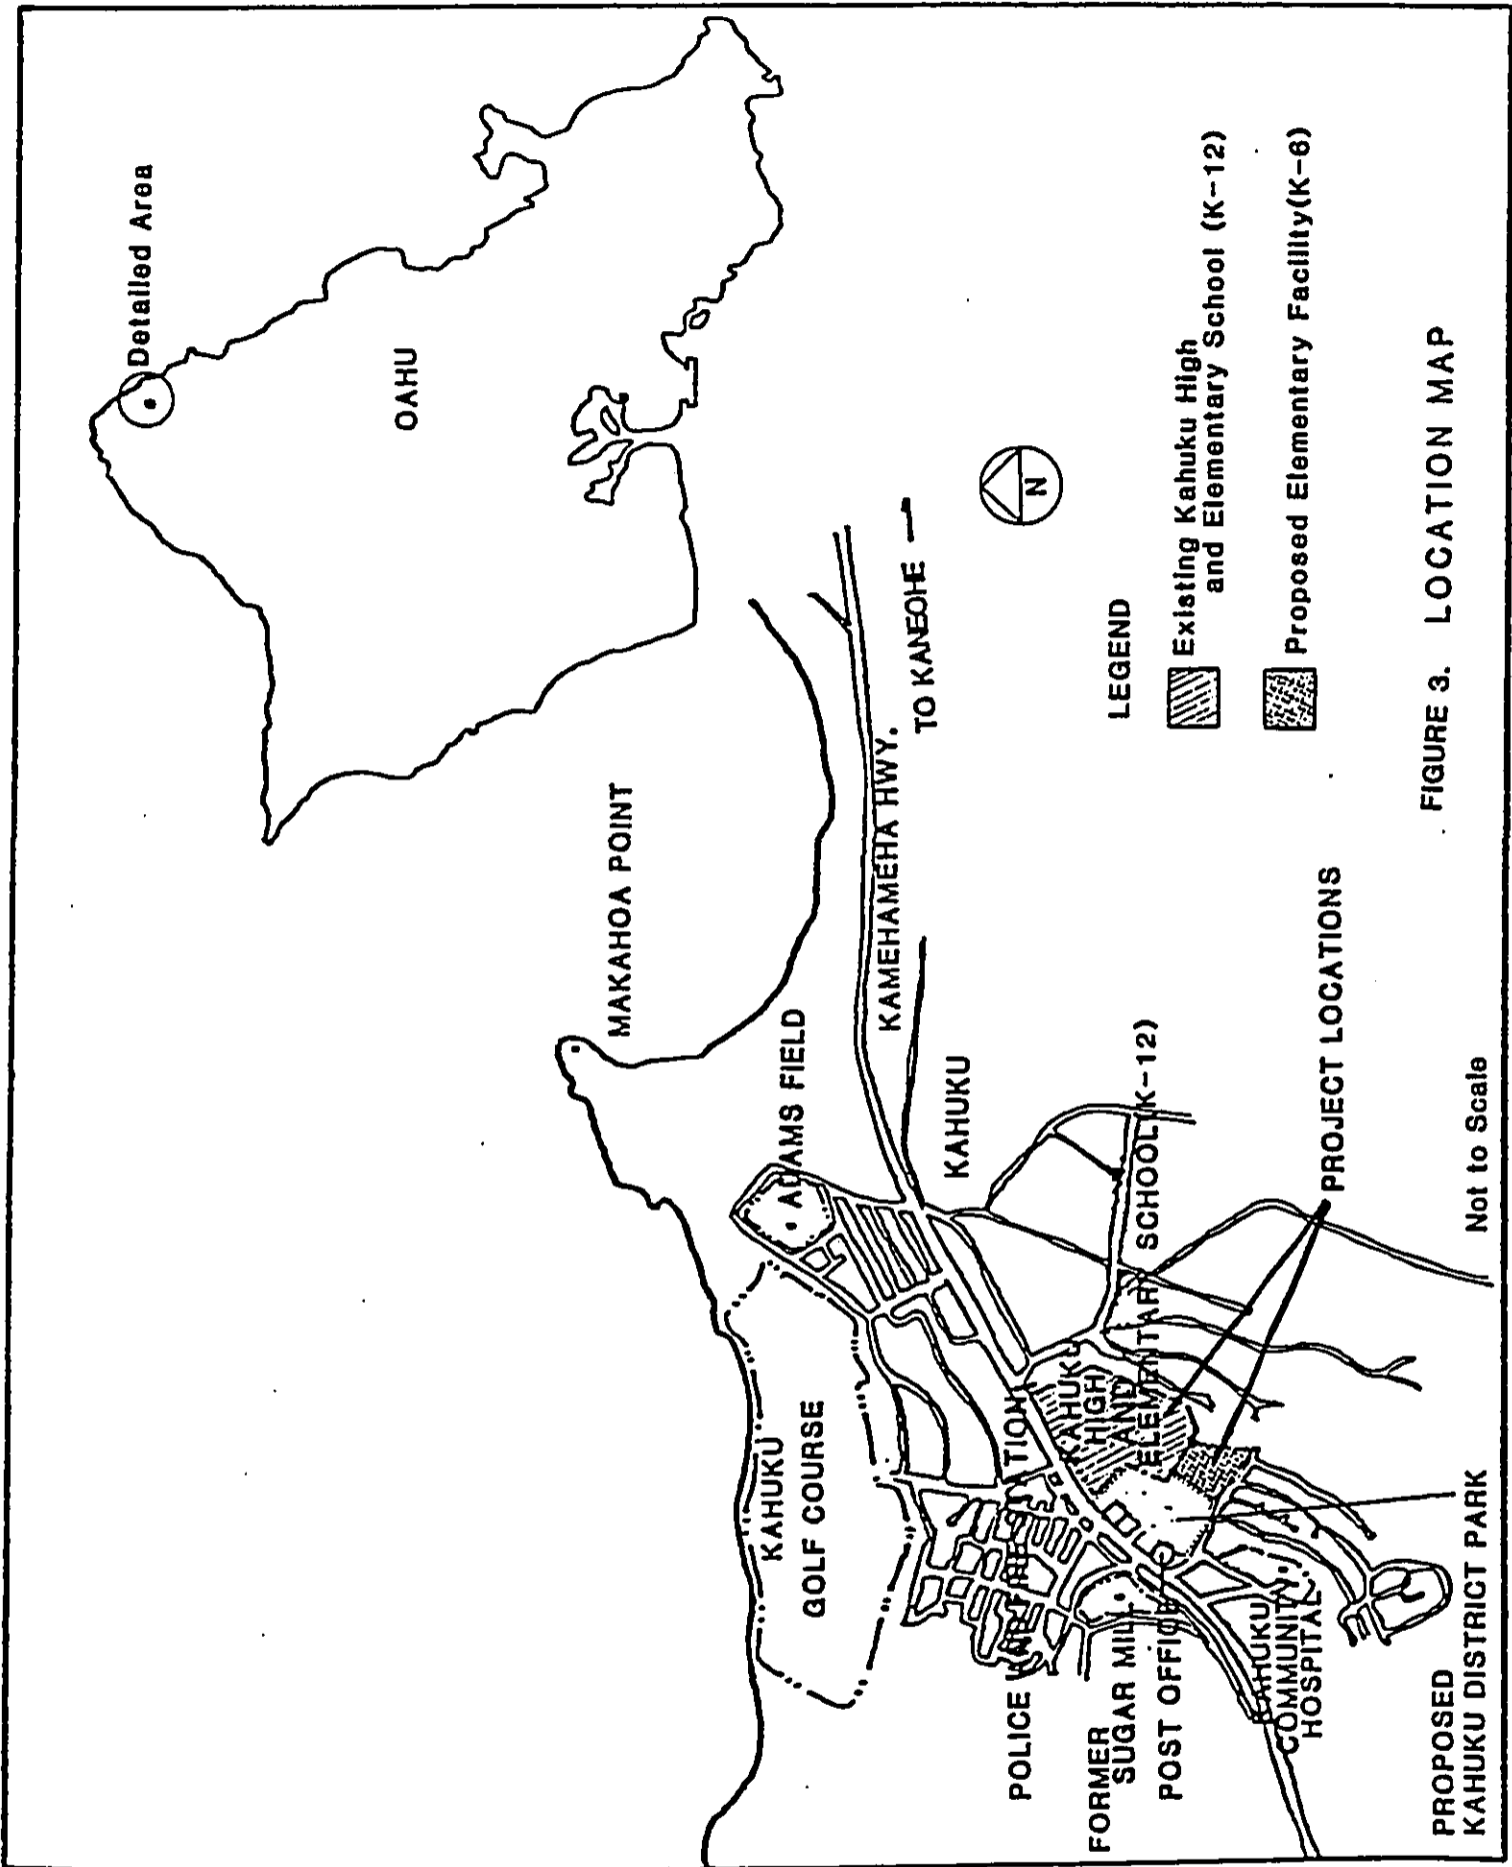 Detailed Area
OAHU
MAKAHOA POINT
ADAMS FIELD
KAHUKU
GOLF COURSE
KAMEHAMEHA HWY.
TO KANEOHE
KAHUKU
N
POLICE
KAHUKU
HIGH
AND
ELEMENTARY SCHOOL (K-12)
FORMER
SUGAR MILL
POST OFFICE
KAHUKU
COMMUNITY
HOSPITAL
PROPOSED
KAHUKU DISTRICT PARK
PROJECT LOCATIONS
LEGEND
Existing Kahuku High
and Elementary School (K-12)
Proposed Elementary Facility(K-6)
Not to Scale
FIGURE 3. LOCATION MAP